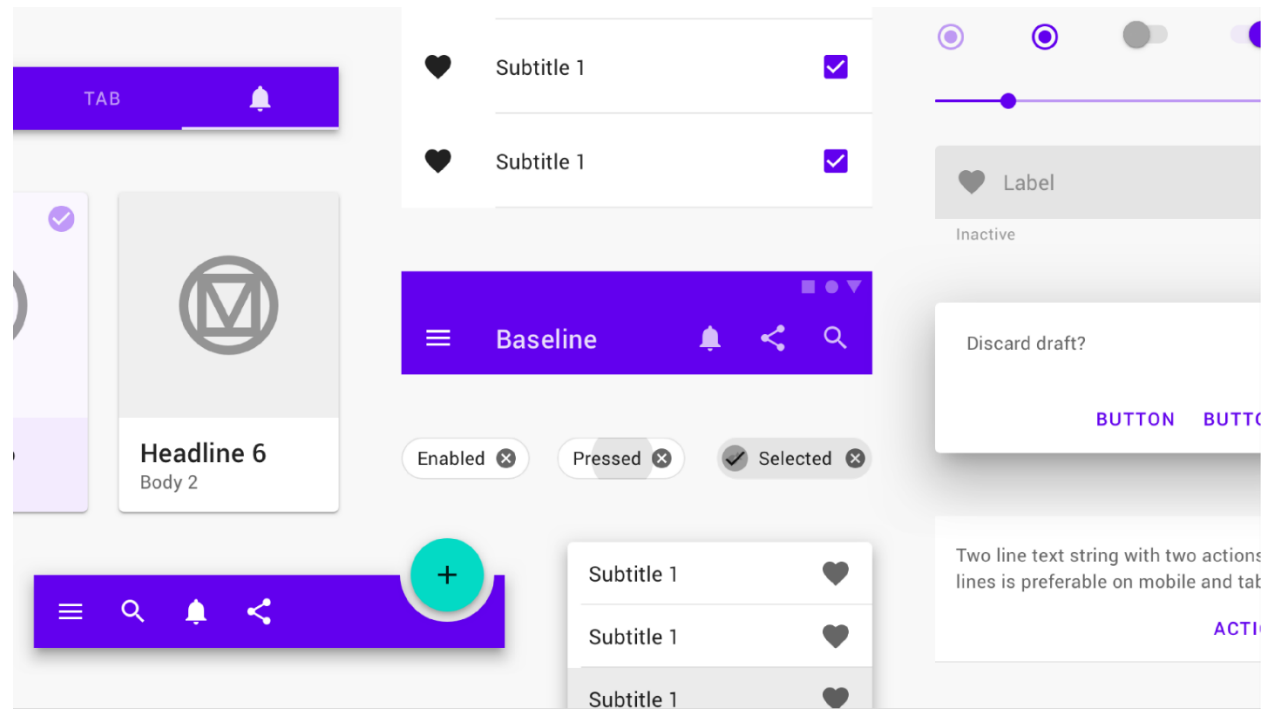 TAB
Headline 6
Body 2
Subtitle 1
Subtitle 1
Baseline
Enabled
Pressed
Selected
Subtitle 1
Subtitle 1
Subtitle 1
Label
Inactive
Discard draft?
BUTTON
Two line text string with two actions
lines is preferable on mobile and